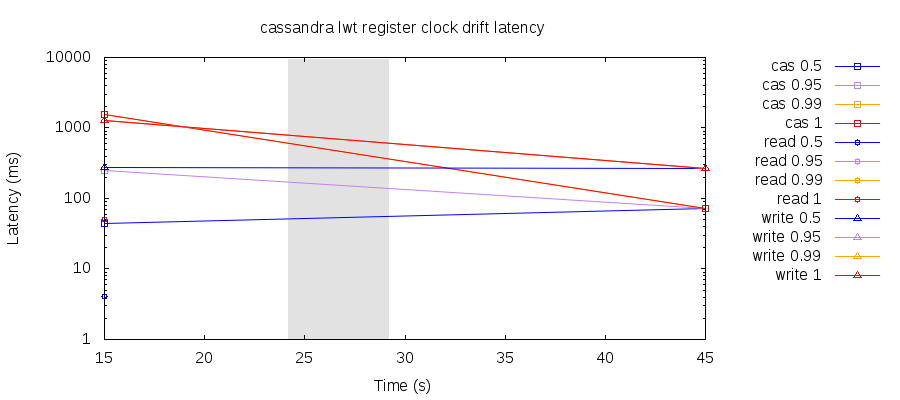 cassandra lwt register clock drift latency
10000
1000
100
10
1
Latency (ms)
15 20 25 30 35 40 45
Time (s)
cas 0.5
cas 0.95
cas 0.99
cas 1
read 0.5
read 0.95
read 0.99
read 1
write 0.5
write 0.95
write 0.99
write 1